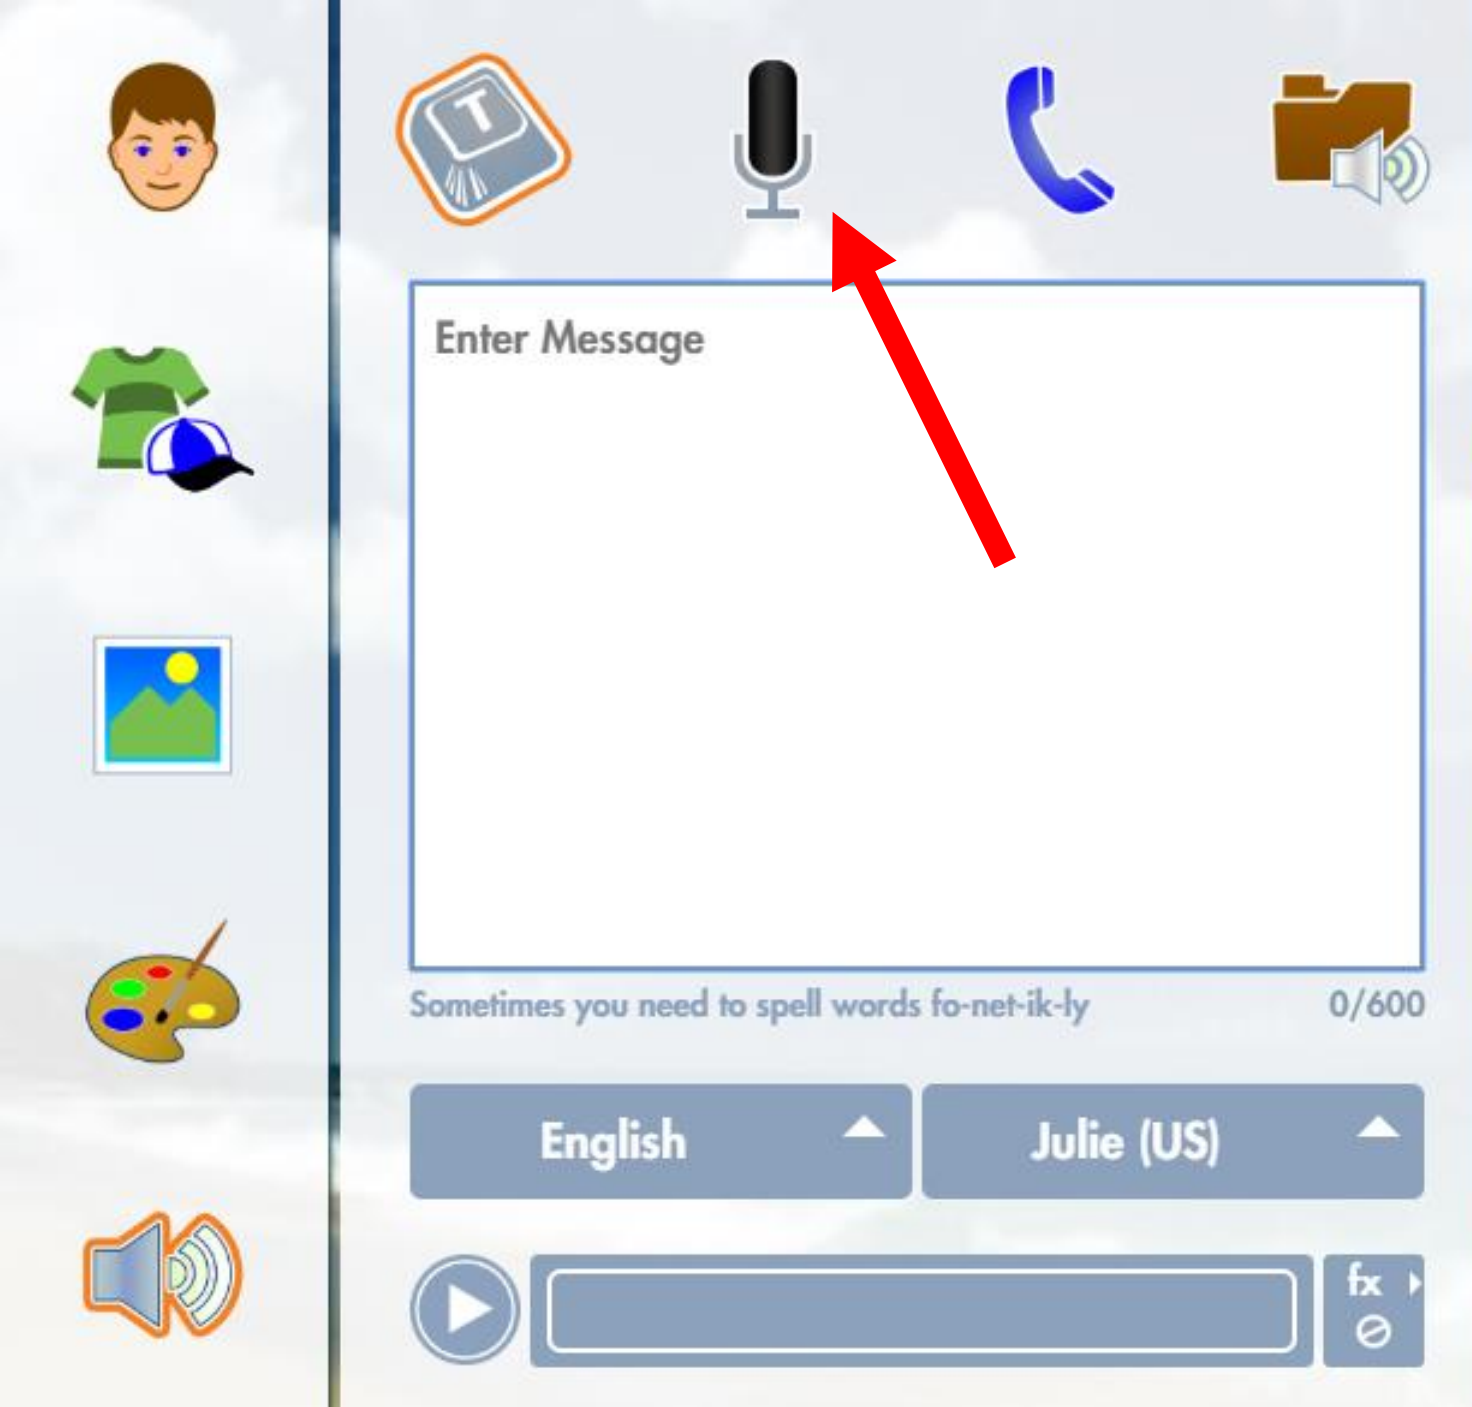 T
Enter Message
Sometimes you need to spell words fo-net-ik-ly 0/600
English Julie (US)
fx